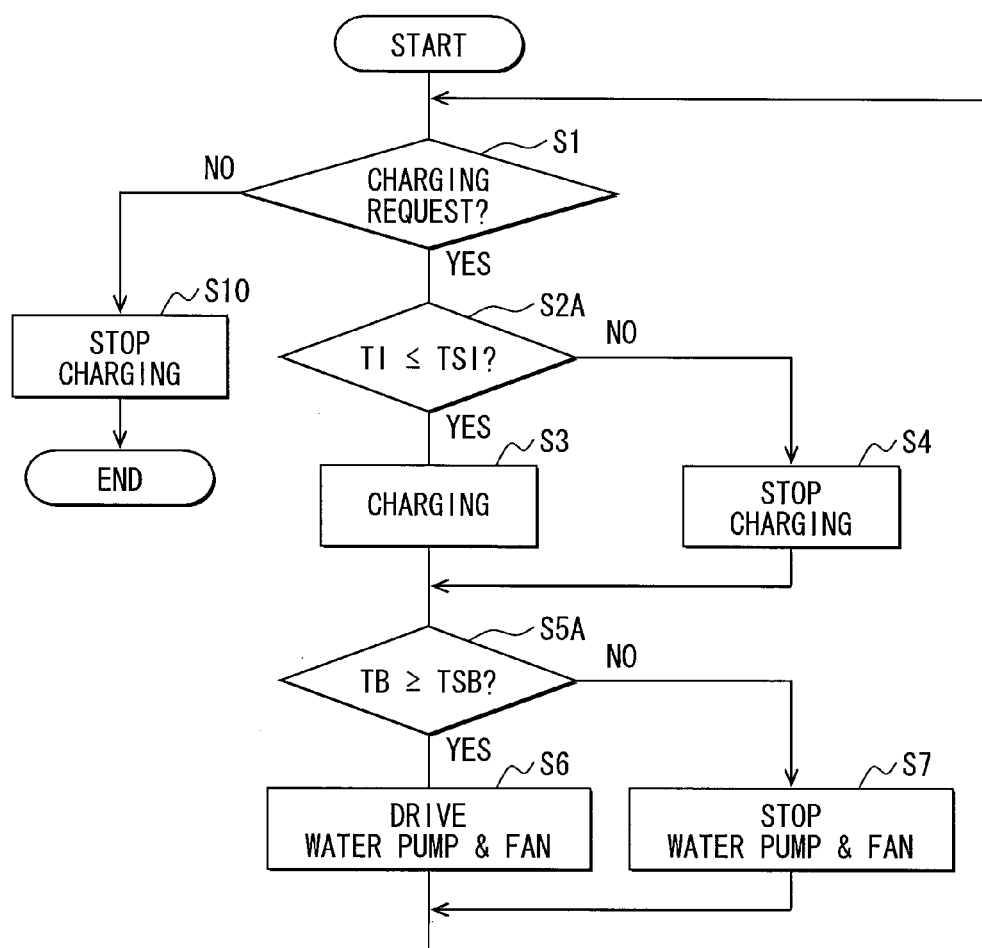 START
S1
NO
CHARGING
REQUEST?
YES
S10
STOP
CHARGING
END
S2A
NO
TI ≤ TSI?
YES
S3
CHARGING
S4
STOP
CHARGING
S5A
NO
TB ≥ TSB?
YES
S6
DRIVE
WATER PUMP & FAN
S7
STOP
WATER PUMP & FAN